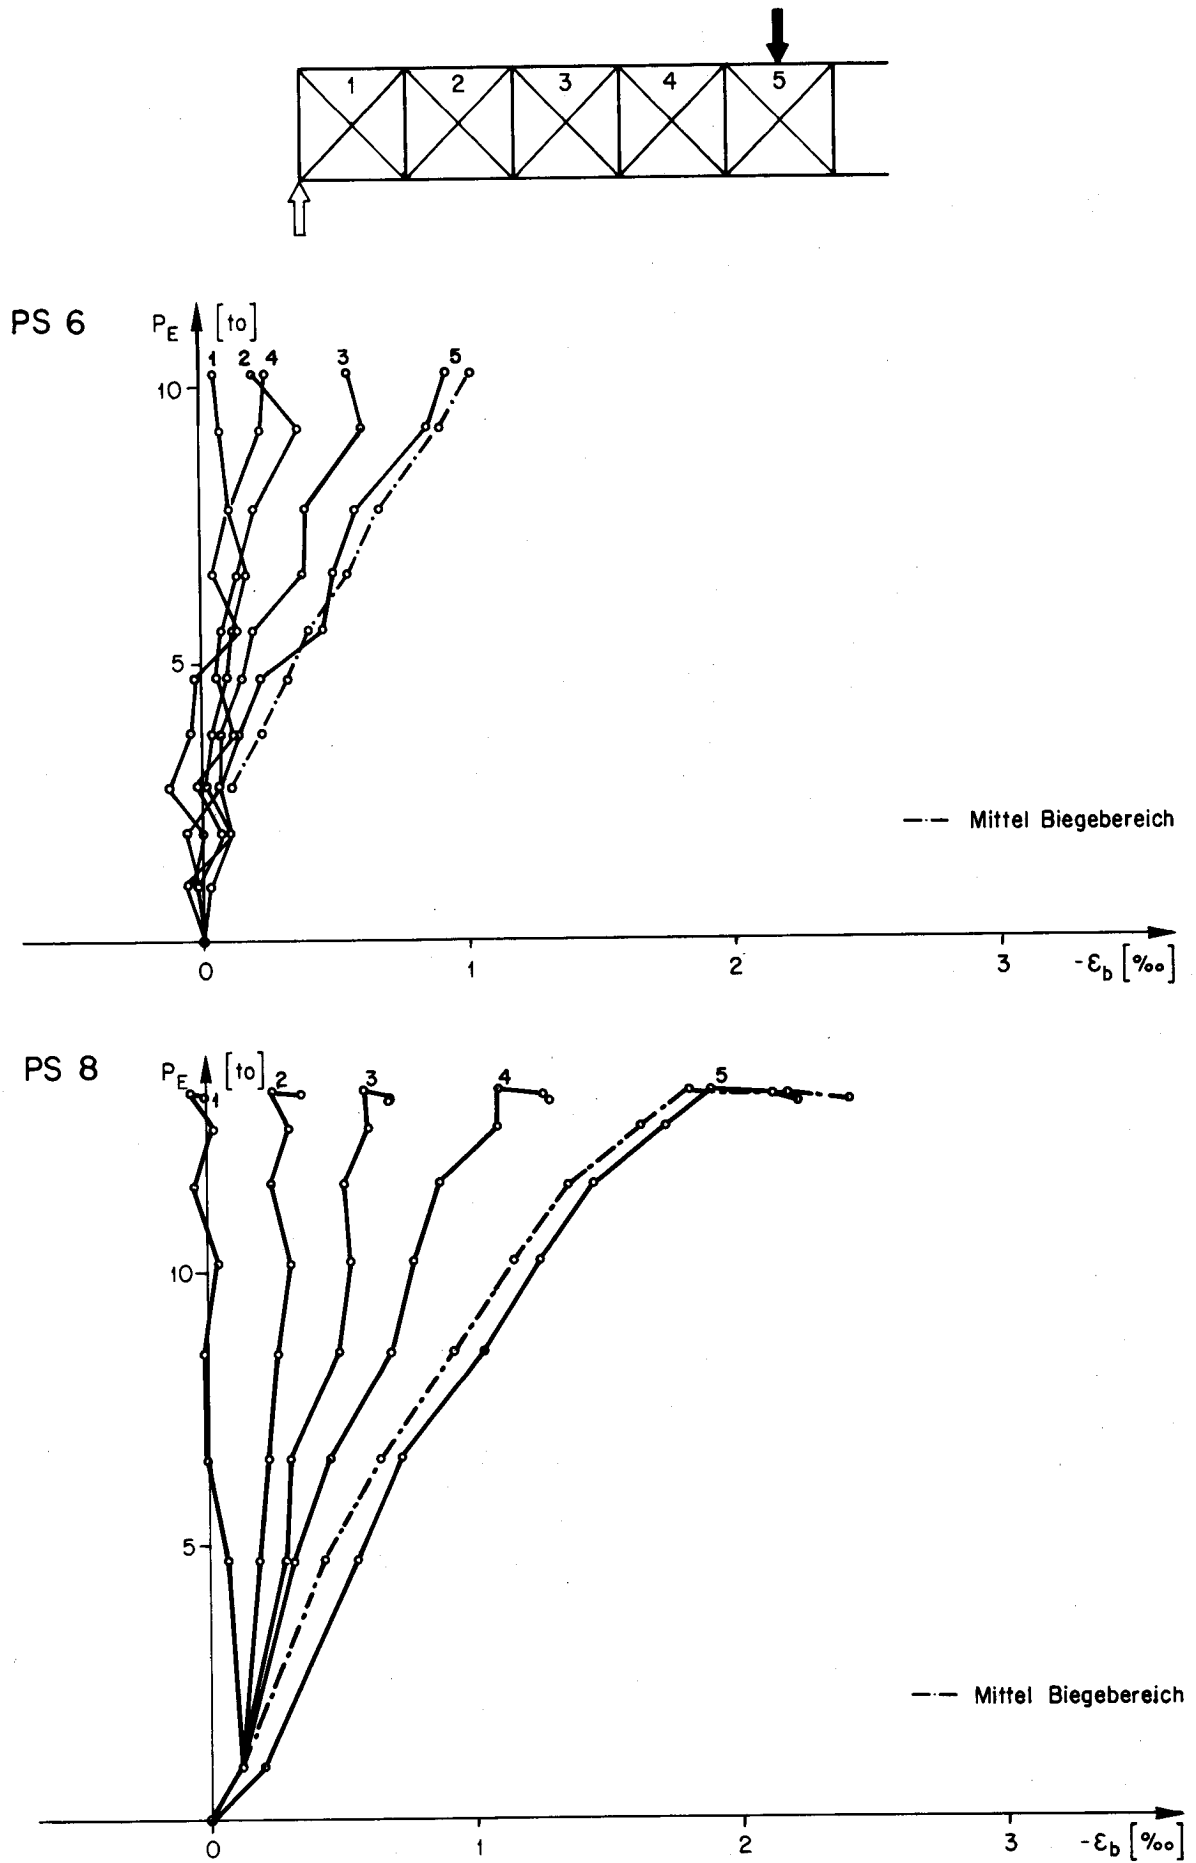 1 2 3 4 5
PS 6
P_E [to]
1 2 4 3 5
10
5
—·— Mittel Biegebereich
0 1 2 3 -ε_b [‰]
PS 8
P_E [to]
1 2 3 4 5
10
5
—·— Mittel Biegebereich
0 1 2 3 -ε_b [‰]